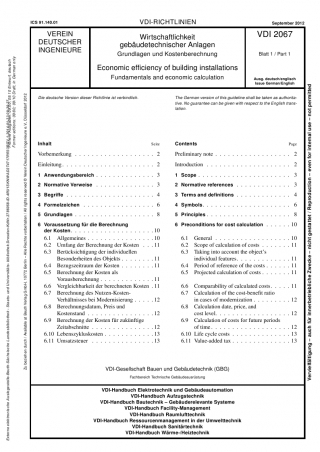 ICS 91.140.01
VDI-RICHTLINIEN
September 2012
VEREIN
DEUTSCHER
INGENIEURE
Wirtschaftlichkeit
gebäudetechnischer Anlagen
Grundlagen und Kostenberechnung
Economic efficiency of building installations
Fundamentals and economic calculation
VDI 2067
Blatt 1 / Part 1
Ausg. deutsch/englisch
Issue German/English
Die deutsche Version dieser Richtlinie ist verbindlich.
The German version of this guideline shall be taken as authorita-
tive. No guarantee can be given with respect to the English trans-
lation.
Inhalt Seite
Vorbemerkung . . . 2
Einleitung . . . 2
1 Anwendungsbereich . . . 3
2 Normative Verweise . . . 3
3 Begriffe . . . 4
4 Formelzeichen . . . 6
5 Grundlagen . . . 8
6 Voraussetzung für die Berechnung
der Kosten . . . 10
6.1 Allgemeines . . . 10
6.2 Umfang der Berechnung der Kosten . . 11
6.3 Berücksichtigung der individuellen
Besonderheiten des Objekts . . . 11
6.4 Bezugszeitraum der Kosten . . . 11
6.5 Berechnung der Kosten als
Vorausberechnung . . . 11
6.6 Vergleichbarkeit der berechneten Kosten . 11
6.7 Berechnung des Nutzen-Kosten-
Verhältnisses bei Modernisierung . . . 12
6.8 Berechnungsdatum, Preis und
Kostenstand . . . 12
6.9 Berechnung der Kosten für zukünftige
Zeitabschnitte . . . 12
6.10 Lebenszykluskosten . . . 13
6.11 Umsatzsteuer . . . 13
Contents Page
Preliminary note . . . 2
Introduction . . . 2
1 Scope . . . 3
2 Normative references . . . 3
3 Terms and definitions . . . 4
4 Symbols . . . 6
5 Principles . . . 8
6 Preconditions for cost calculation . . . 10
6.1 General . . . 10
6.2 Scope of calculation of costs . . . 11
6.3 Taking into account the object's
individual features . . . 11
6.4 Period of reference of the costs . . . 11
6.5 Projected calculation of costs . . . 11
6.6 Comparability of calculated costs . . . 11
6.7 Calculation of the cost-benefit ratio
in cases of modernization . . . 12
6.8 Calculation date, price, and
cost level . . . 12
6.9 Calculation of costs for future periods
of time . . . 12
6.10 Life cycle costs . . . 13
6.11 Value-added tax . . . 13
VDI-Gesellschaft Bauen und Gebäudetechnik (GBG)
Fachbereich Technische Gebäudeausrüstung
VDI-Handbuch Elektrotechnik und Gebäudeautomation
VDI-Handbuch Aufzugstechnik
VDI-Handbuch Bautechnik – Gebäuderelevante Systeme
VDI-Handbuch Facility-Management
VDI-Handbuch Raumlufttechnik
VDI-Handbuch Ressourcenmanagement in der Umwelttechnik
VDI-Handbuch Sanitärtechnik
VDI-Handbuch Wärme-/Heiztechnik
Vervielfältigung – auch für innerbetriebliche Zwecke – nicht gestattet / Reproduction – even for internal use – not permitted